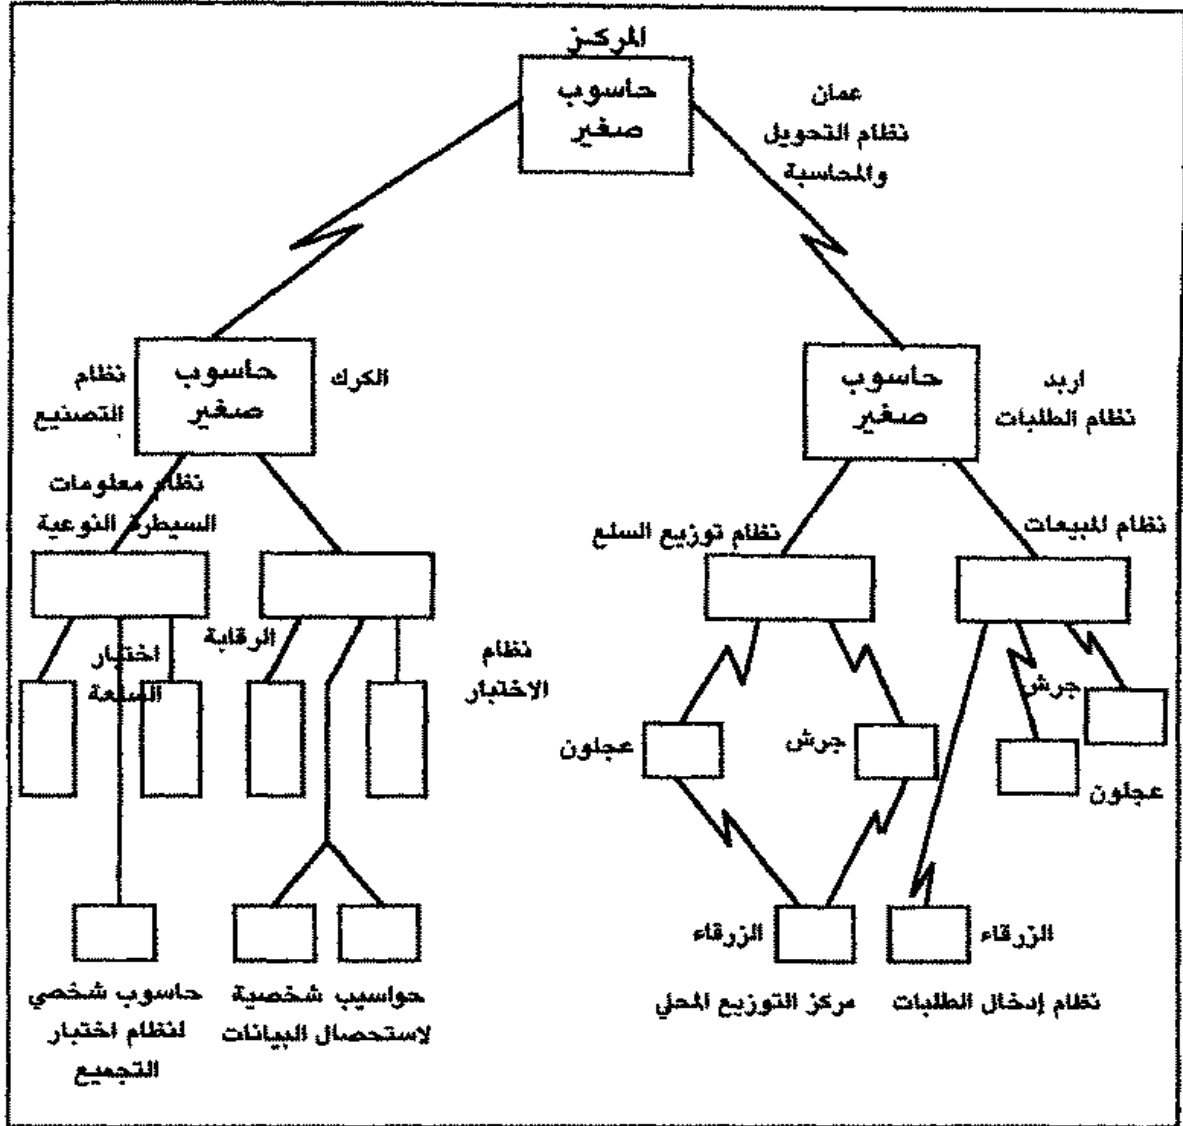 المركـز
حاسوب
صغير
عمان
نظام التحويل
والمحاسبة
حاسوب
صغير
اربد
نظام الطلبات
الكرك
حاسوب
صغير
نظام
التصنيع
نظام المبيعات
نظام توزيع السلع
نظام معلومات
السيطرة النوعية
نظام
الاختبار
الرقابة
اختبار
السلعة
جرش
عجلون
جرش
عجلون
الزرقاء
الزرقاء
نظام إدخال الطلبات
مركز التوزيع المحلي
حواسيب شخصية
لاستحصال البيانات
حاسوب شخصي
لنظام اختبار
التجميع